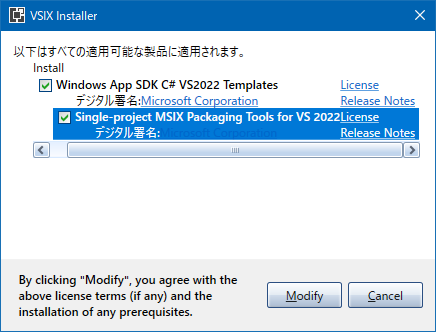 VSIX Installer
以下はすべての適用可能な製品に適用されます。
Install
Windows App SDK C# VS2022 Templates License
デジタル署名:Microsoft Corporation Release Notes
Single-project MSIX Packaging Tools for VS 2022 License
デジタル署名:Microsoft Corporation Release Notes
By clicking "Modify", you agree with the
above license terms (if any) and the
installation of any prerequisites.
Modify Cancel